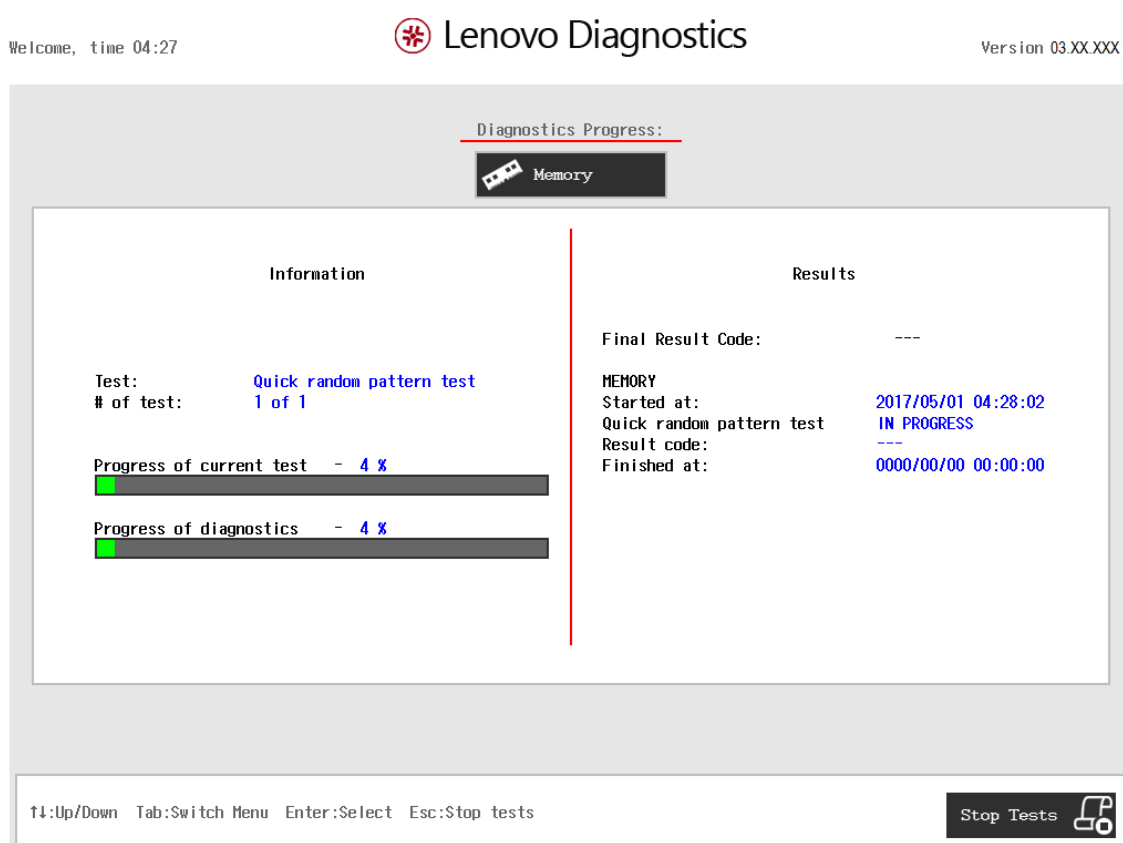 Welcome, time 04:27
Lenovo Diagnostics
Version 03.XX.XXX
Diagnostics Progress:
Memory
Information
Test: Quick random pattern test
# of test: 1 of 1
Progress of current test - 4 %
Progress of diagnostics - 4 %
Results
Final Result Code: ---
MEMORY
Started at: 2017/05/01 04:28:02
Quick random pattern test IN PROGRESS
Result code: ---
Finished at: 0000/00/00 00:00:00
↑↓:Up/Down Tab:Switch Menu Enter:Select Esc:Stop tests
Stop Tests